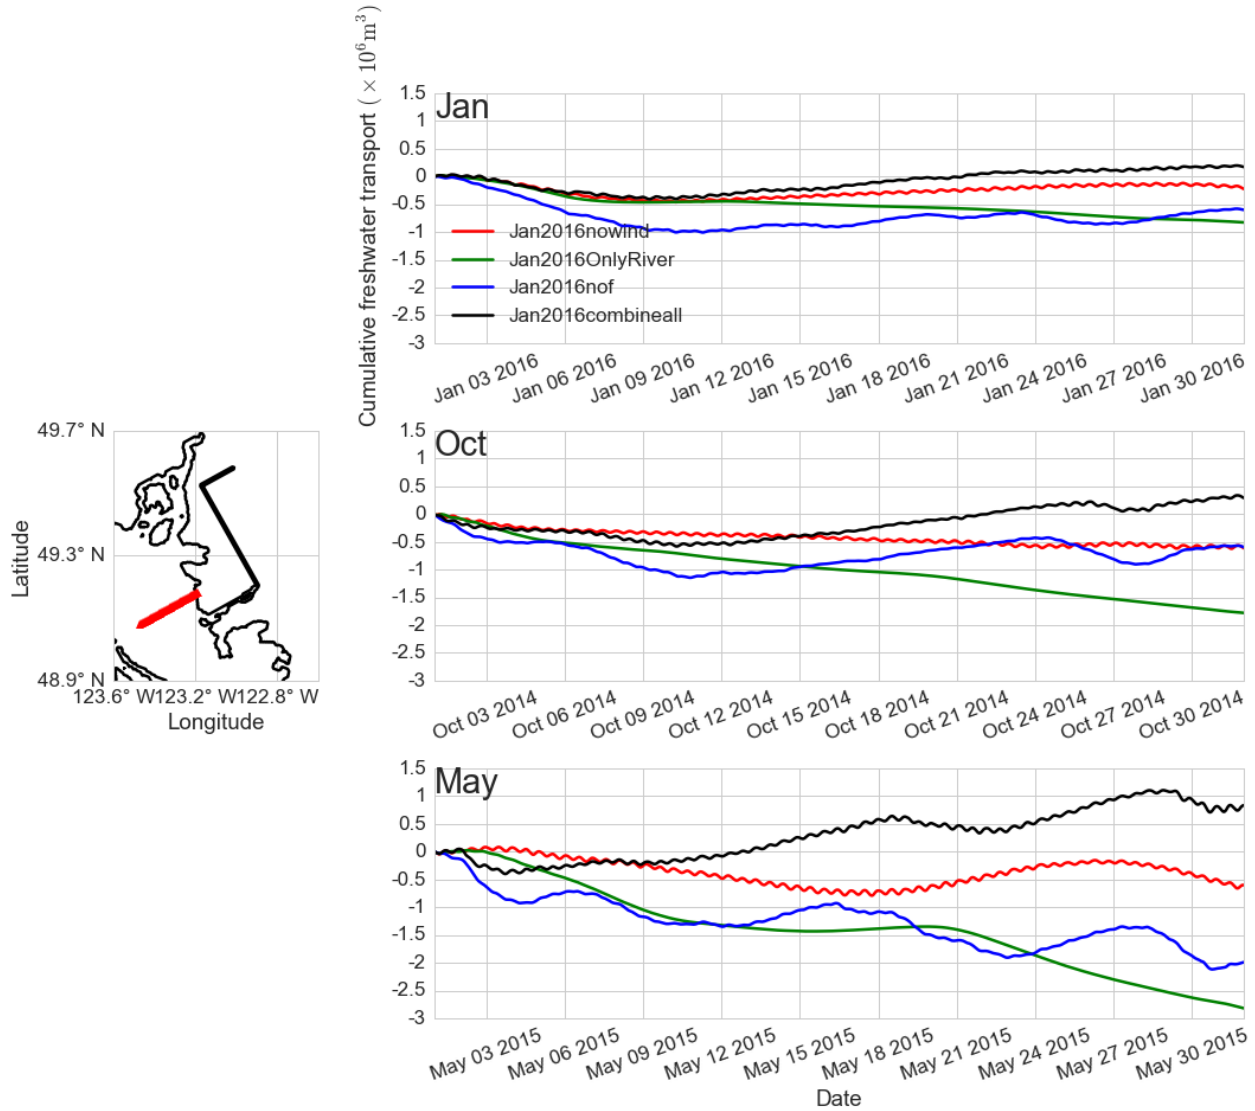 Cumulative freshwater transport (×10⁶m³)
Jan
1.5
1
0.5
0
-0.5
-1
-1.5
-2
-2.5
-3
Jan2016nowind
Jan2016OnlyRiver
Jan2016nof
Jan2016combineall
Jan 03 2016
Jan 06 2016
Jan 09 2016
Jan 12 2016
Jan 15 2016
Jan 18 2016
Jan 21 2016
Jan 24 2016
Jan 27 2016
Jan 30 2016
49.7° N
49.3° N
48.9° N
Latitude
123.6° W
123.2° W
122.8° W
Longitude
Oct
1.5
1
0.5
0
-0.5
-1
-1.5
-2
-2.5
-3
Oct 03 2014
Oct 06 2014
Oct 09 2014
Oct 12 2014
Oct 15 2014
Oct 18 2014
Oct 21 2014
Oct 24 2014
Oct 27 2014
Oct 30 2014
May
1.5
1
0.5
0
-0.5
-1
-1.5
-2
-2.5
-3
May 03 2015
May 06 2015
May 09 2015
May 12 2015
May 15 2015
May 18 2015
May 21 2015
May 24 2015
May 27 2015
May 30 2015
Date